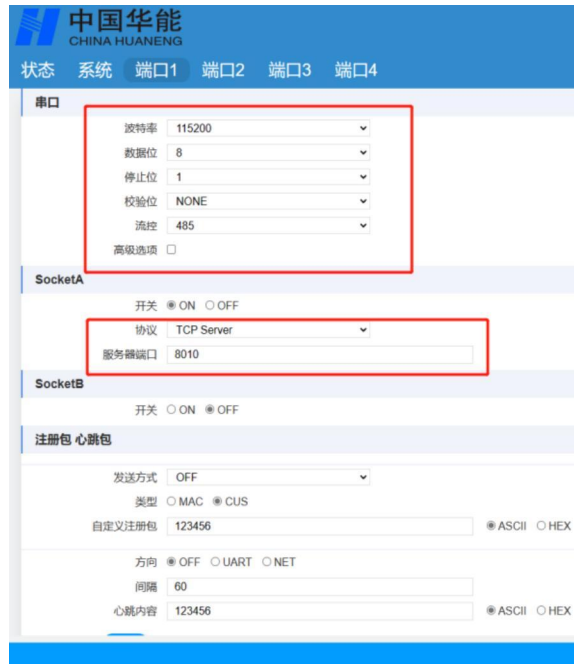 中国华能
CHINA HUANENG
状态 系统 端口1 端口2 端口3 端口4
串口
波特率 115200
数据位 8
停止位 1
校验位 NONE
流控 485
高级选项
SocketA
开关 ON OFF
协议 TCP Server
服务器端口 8010
SocketB
开关 ON OFF
注册包 心跳包
发送方式 OFF
类型 MAC CUS
自定义注册包 123456 ASCII HEX
方向 OFF UART NET
间隔 60
心跳内容 123456 ASCII HEX